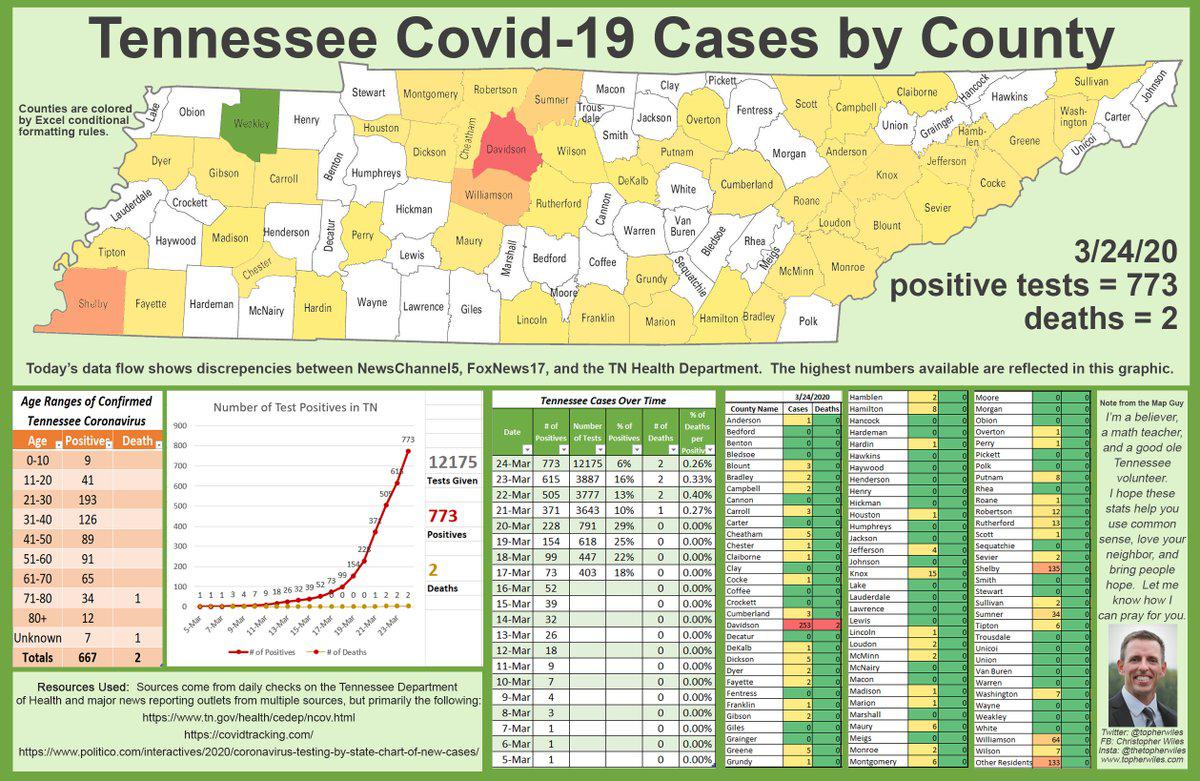 Tennessee Covid-19 Cases by County
Counties are colored
by Excel conditional
formatting rules.
Lake
Obion
Weakley
Henry
Stewart
Montgomery
Robertson
Sumner
Macon
Clay
Pickett
Trous-
dale
Smith
Jackson
Overton
Fentress
Scott
Campbell
Claiborne
Hancock
Hawkins
Sullivan
Johnson
Union
Grainger
Hamb-
len
Greene
Wash-
ington
Carter
Unicoi
Dyer
Gibson
Carroll
Benton
Houston
Humphreys
Dickson
Cheatham
Davidson
Wilson
DeKalb
Putnam
White
Cumberland
Morgan
Anderson
Knox
Jefferson
Cocke
Sevier
Blount
Loudon
Roane
Lauderdale
Crockett
Haywood
Madison
Henderson
Decatur
Perry
Hickman
Williamson
Rutherford
Cannon
Warren
Van
Buren
Bledsoe
Rhea
Meigs
McMinn
Monroe
Tipton
Chester
Lewis
Maury
Marshall
Bedford
Coffee
Grundy
Sequatchie
Shelby
Fayette
Hardeman
McNairy
Hardin
Wayne
Lawrence
Giles
Lincoln
Moore
Franklin
Marion
Hamilton
Bradley
Polk
3/24/20
positive tests = 773
deaths = 2
Today's data flow shows discrepencies between NewsChannel5, FoxNews17, and the TN Health Department. The highest numbers available are reflected in this graphic.
Age Ranges of Confirmed
Tennessee Coronavirus
Age Positives Death
0-10 9
11-20 41
21-30 193
31-40 126
41-50 89
51-60 91
61-70 65
71-80 34 1
80+ 12
Unknown 7 1
Totals 667 2
Number of Test Positives in TN
900
800
700
600
500
400
300
200
100
0
1 1 1 3 4 7 9 18 26 32 39 52 73 99 154 228 371 505 615 773
5-Mar 7-Mar 9-Mar 11-Mar 13-Mar 15-Mar 17-Mar 19-Mar 21-Mar 23-Mar
# of Positives # of Deaths
12175
Tests Given
773
Positives
2
Deaths
Resources Used: Sources come from daily checks on the Tennessee Department
of Health and major news reporting outlets from multiple sources, but primarily the following:
https://www.tn.gov/health/cedep/ncov.html
https://covidtracking.com/
https://www.politico.com/interactives/2020/coronavirus-testing-by-state-chart-of-new-cases/
Tennessee Cases Over Time
Date # of Positives Number of Tests % of Positives # of Deaths % of Deaths per Positive
24-Mar 773 12175 6% 2 0.26%
23-Mar 615 3887 16% 2 0.33%
22-Mar 505 3777 13% 2 0.40%
21-Mar 371 3643 10% 1 0.27%
20-Mar 228 791 29% 0 0.00%
19-Mar 154 618 25% 0 0.00%
18-Mar 99 447 22% 0 0.00%
17-Mar 73 403 18% 0 0.00%
16-Mar 52 0.00%
15-Mar 39 0.00%
14-Mar 32 0.00%
13-Mar 26 0.00%
12-Mar 18 0.00%
11-Mar 9 0.00%
10-Mar 7 0.00%
9-Mar 4 0.00%
8-Mar 3 0.00%
7-Mar 1 0.00%
6-Mar 1 0.00%
5-Mar 1 0.00%
3/24/2020
County Name Cases Deaths
Anderson 1 0
Bedford 0 0
Benton 0 0
Bledsoe 0 0
Blount 3 0
Bradley 2 0
Campbell 2 0
Cannon 0 0
Carroll 3 0
Carter 0 0
Cheatham 5 0
Chester 1 0
Claiborne 1 0
Clay 0 0
Cocke 1 0
Coffee 0 0
Crockett 0 0
Cumberland 3 0
Davidson 253 2
Decatur 0 0
DeKalb 1 0
Dickson 5 0
Dyer 2 0
Fayette 2 0
Fentress 0 0
Franklin 1 0
Gibson 2 0
Giles 0 0
Grainger 0 0
Greene 5 0
Grundy 1 0
Hamblen 2 0
Hamilton 8 0
Hancock 0 0
Hardeman 0 0
Hardin 1 0
Hawkins 0 0
Haywood 0 0
Henderson 0 0
Henry 0 0
Hickman 0 0
Houston 1 0
Humphreys 0 0
Jackson 0 0
Jefferson 4 0
Johnson 0 0
Knox 15 0
Lake 0 0
Lauderdale 0 0
Lawrence 0 0
Lewis 0 0
Lincoln 1 0
Loudon 2 0
McMinn 2 0
McNairy 0 0
Macon 0 0
Madison 1 0
Marion 1 0
Marshall 0 0
Maury 6 0
Meigs 0 0
Monroe 2 0
Montgomery 6 0
Moore 0 0
Morgan 0 0
Obion 0 0
Overton 1 0
Perry 1 0
Pickett 0 0
Polk 0 0
Putnam 8 0
Rhea 0 0
Roane 1 0
Robertson 12 0
Rutherford 13 0
Scott 1 0
Sequatchie 0 0
Sevier 2 0
Shelby 135 0
Smith 0 0
Stewart 0 0
Sullivan 2 0
Sumner 34 0
Tipton 6 0
Trousdale 0 0
Unicoi 0 0
Union 0 0
Van Buren 0 0
Warren 0 0
Washington 7 0
Wayne 0 0
Weakley 0 0
White 0 0
Williamson 64 0
Wilson 7 0
Other Residents 133 0
Note from the Map Guy
I'm a believer,
a math teacher,
and a good ole
Tennessee
volunteer.
I hope these
stats help you
use common
sense, love your
neighbor, and
bring people
hope. Let me
know how I
can pray for you.
Twitter: @topherwiles
FB: Christopher Wiles
Insta: @thetopherwiles
www.topherwiles.com